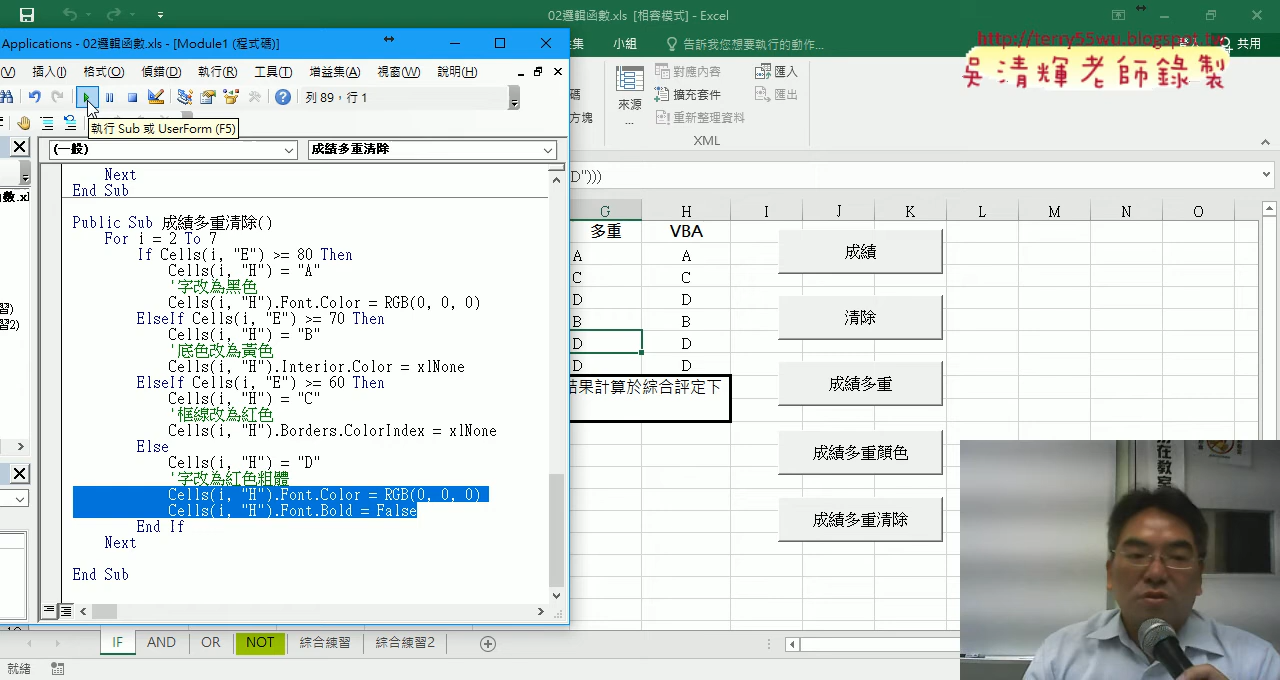 02邏輯函數.xls [相容模式] - Excel
Applications - 02邏輯函數.xls - [Module1 (程式碼)]
小組
告訴我您想要執行的動作...
共用
http://terry55wu.blogspot.tw
吳清輝老師錄製
(V) 插入(I) 格式(O) 偵錯(D) 執行(R) 工具(T) 增益集(A) 視窗(W) 說明(H)
列 89，行 1
執行 Sub 或 UserForm (F5)
來源
...
對應內容
擴充套件
重新整理資料
匯入
匯出
XML
(一般)
成績多重清除
D")))
Next
End Sub
Public Sub 成績多重清除()
For i = 2 To 7
If Cells(i, "E") >= 80 Then
Cells(i, "H") = "A"
'字改為黑色
Cells(i, "H").Font.Color = RGB(0, 0, 0)
ElseIf Cells(i, "E") >= 70 Then
Cells(i, "H") = "B"
'底色改為黃色
Cells(i, "H").Interior.Color = xlNone
ElseIf Cells(i, "E") >= 60 Then
Cells(i, "H") = "C"
'框線改為紅色
Cells(i, "H").Borders.ColorIndex = xlNone
Else
Cells(i, "H") = "D"
'字改為紅色粗體
Cells(i, "H").Font.Color = RGB(0, 0, 0)
Cells(i, "H").Font.Bold = False
End If
Next
End Sub
G H I J K L M N O
多重 VBA
A A
C C
D D
B B
D D
D D
結果計算於綜合評定下
成績
清除
成績多重
成績多重顏色
成績多重清除
IF AND OR NOT 綜合練習 綜合練習2
就緒